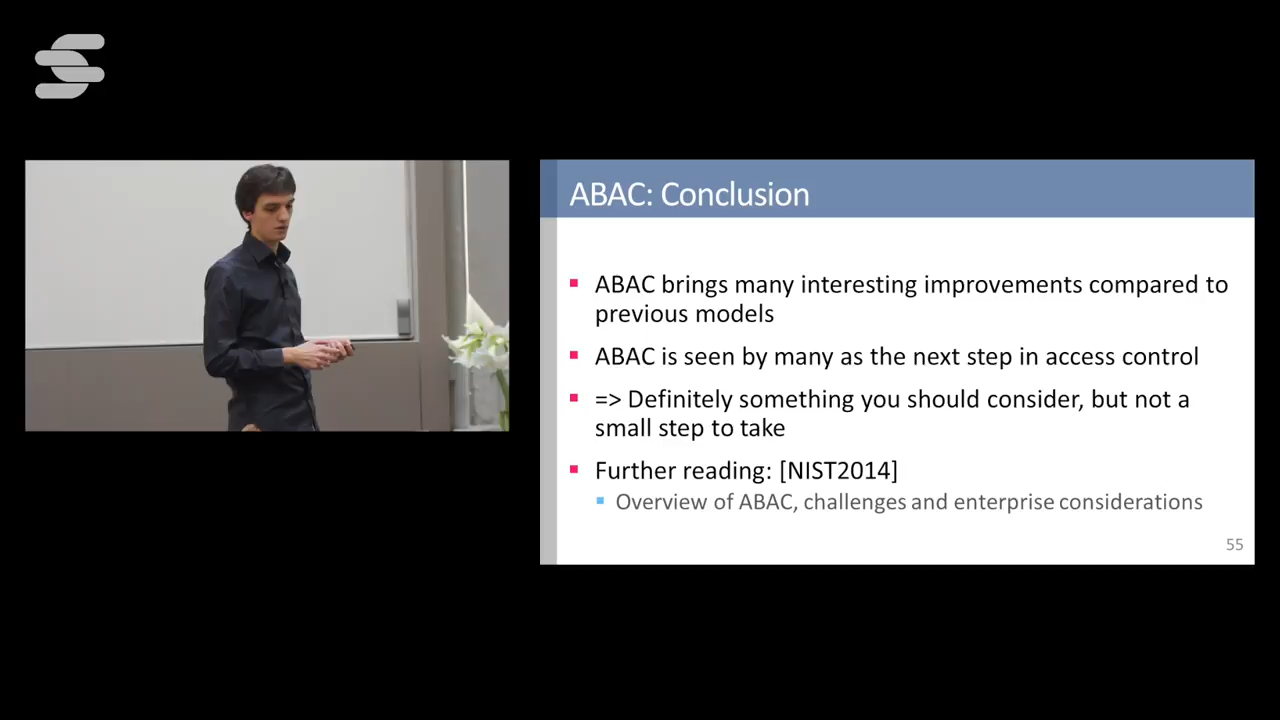 ABAC: Conclusion
ABAC brings many interesting improvements compared to
previous models
ABAC is seen by many as the next step in access control
=> Definitely something you should consider, but not a
small step to take
Further reading: [NIST2014]
Overview of ABAC, challenges and enterprise considerations
55